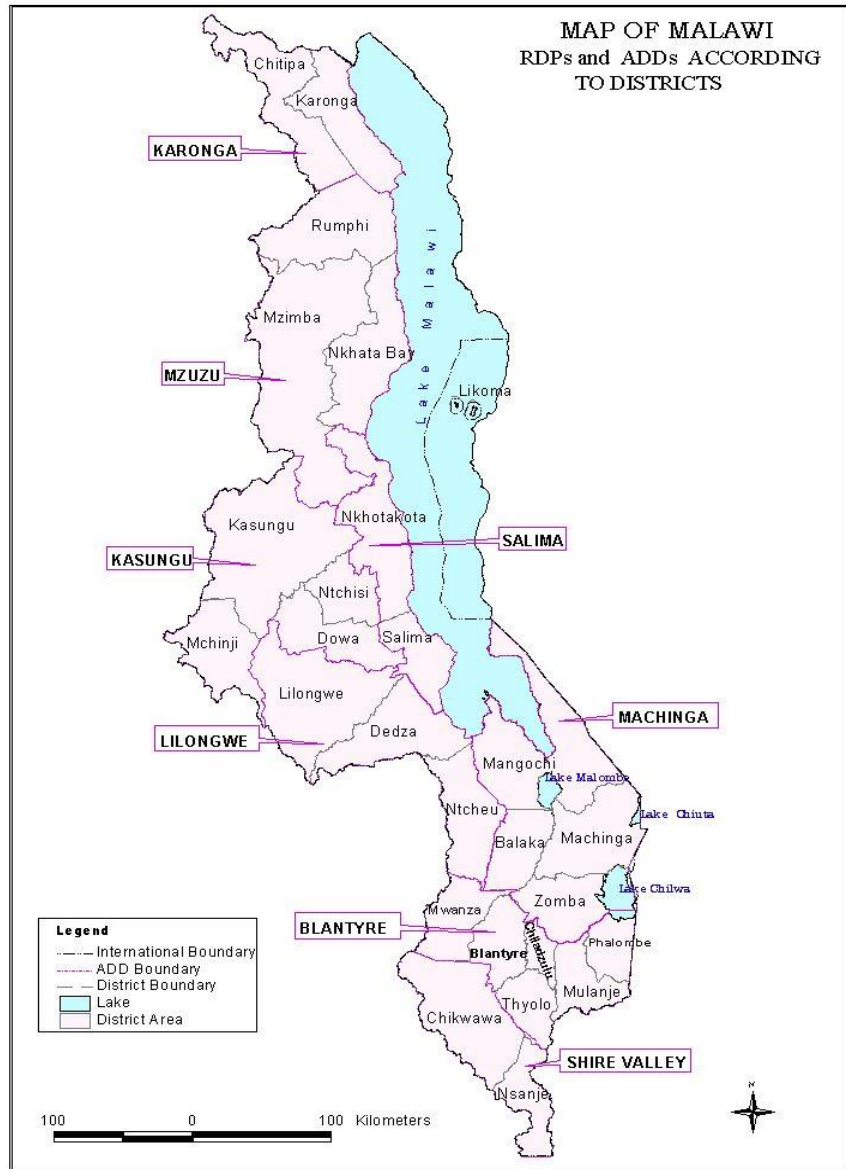 MAP OF MALAWI
RDPs and ADDs ACCORDING
TO DISTRICTS
Chitipa
Karonga
KARONGA
Rumphi
Lake Malawi
Mzimba
Nkhata Bay
MZUZU
Likoma
Nkhotakota
Kasungu
SALIMA
KASUNGU
Ntchisi
Mchinji
Dowa
Salima
Lilongwe
MACHINGA
LILONGWE
Dedza
Mangochi
Lake Malombe
Ntcheu
Lake Chiuta
Balaka
Machinga
Lake Chilwa
Zomba
Mwanza
BLANTYRE
Blantyre
Chiladzulu
Phalombe
Thyolo
Mulanje
Chikwawa
SHIRE VALLEY
Nsanje
Legend
International Boundary
ADD Boundary
District Boundary
Lake
District Area
N
100 0 100 Kilometers